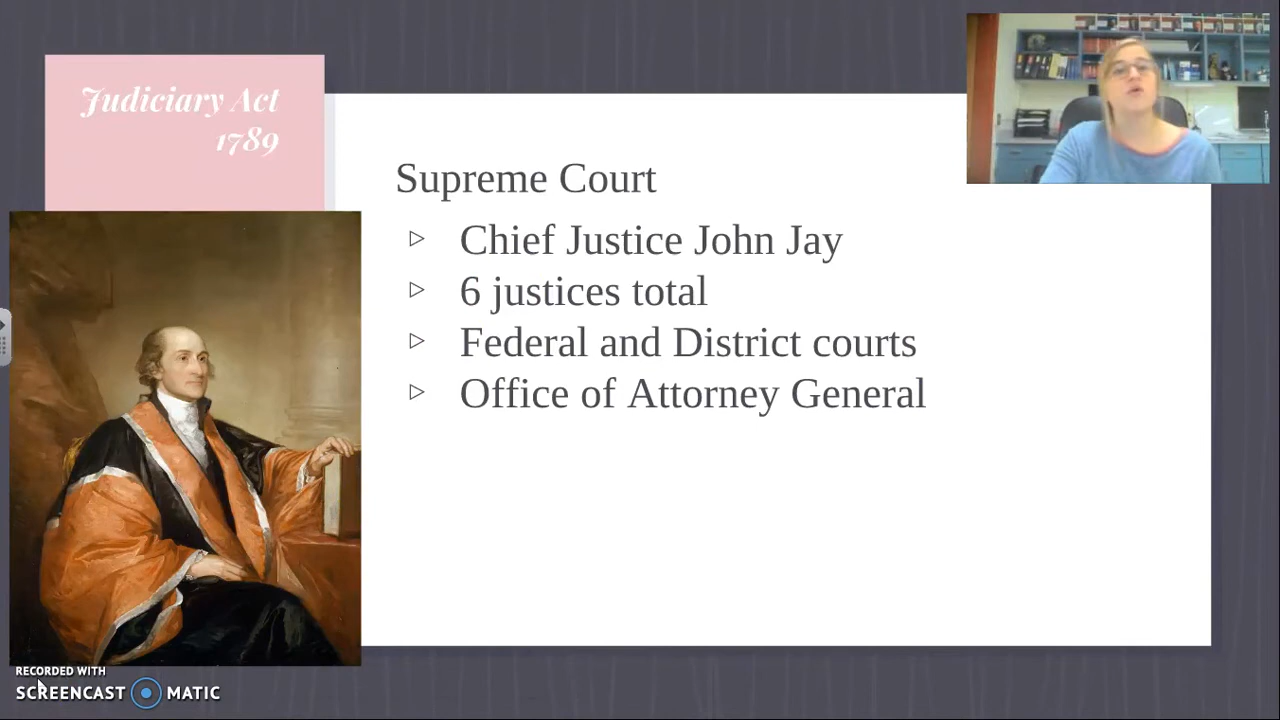 Judiciary Act
1789
Supreme Court
Chief Justice John Jay
6 justices total
Federal and District courts
Office of Attorney General
RECORDED WITH
SCREENCAST MATIC